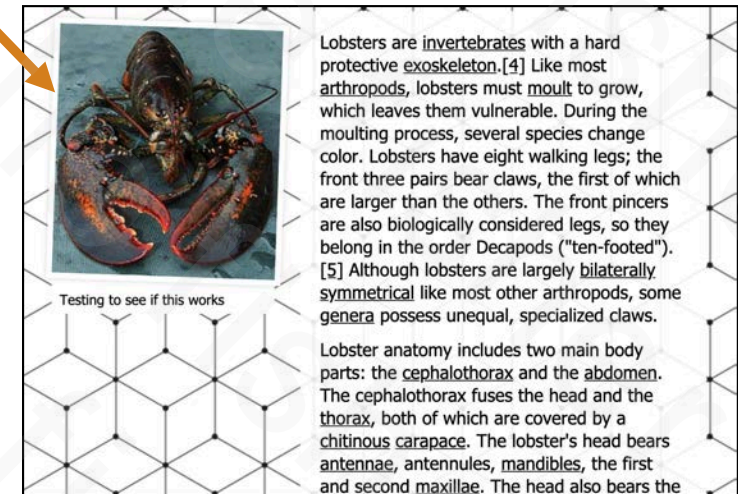 Lobsters are invertebrates with a hard
protective exoskeleton.[4] Like most
arthropods, lobsters must moult to grow,
which leaves them vulnerable. During the
moulting process, several species change
color. Lobsters have eight walking legs; the
front three pairs bear claws, the first of which
are larger than the others. The front pincers
are also biologically considered legs, so they
belong in the order Decapods ("ten-footed").
[5] Although lobsters are largely bilaterally
symmetrical like most other arthropods, some
genera possess unequal, specialized claws.
Testing to see if this works
Lobster anatomy includes two main body
parts: the cephalothorax and the abdomen.
The cephalothorax fuses the head and the
thorax, both of which are covered by a
chitinous carapace. The lobster's head bears
antennae, antennules, mandibles, the first
and second maxillae. The head also bears the